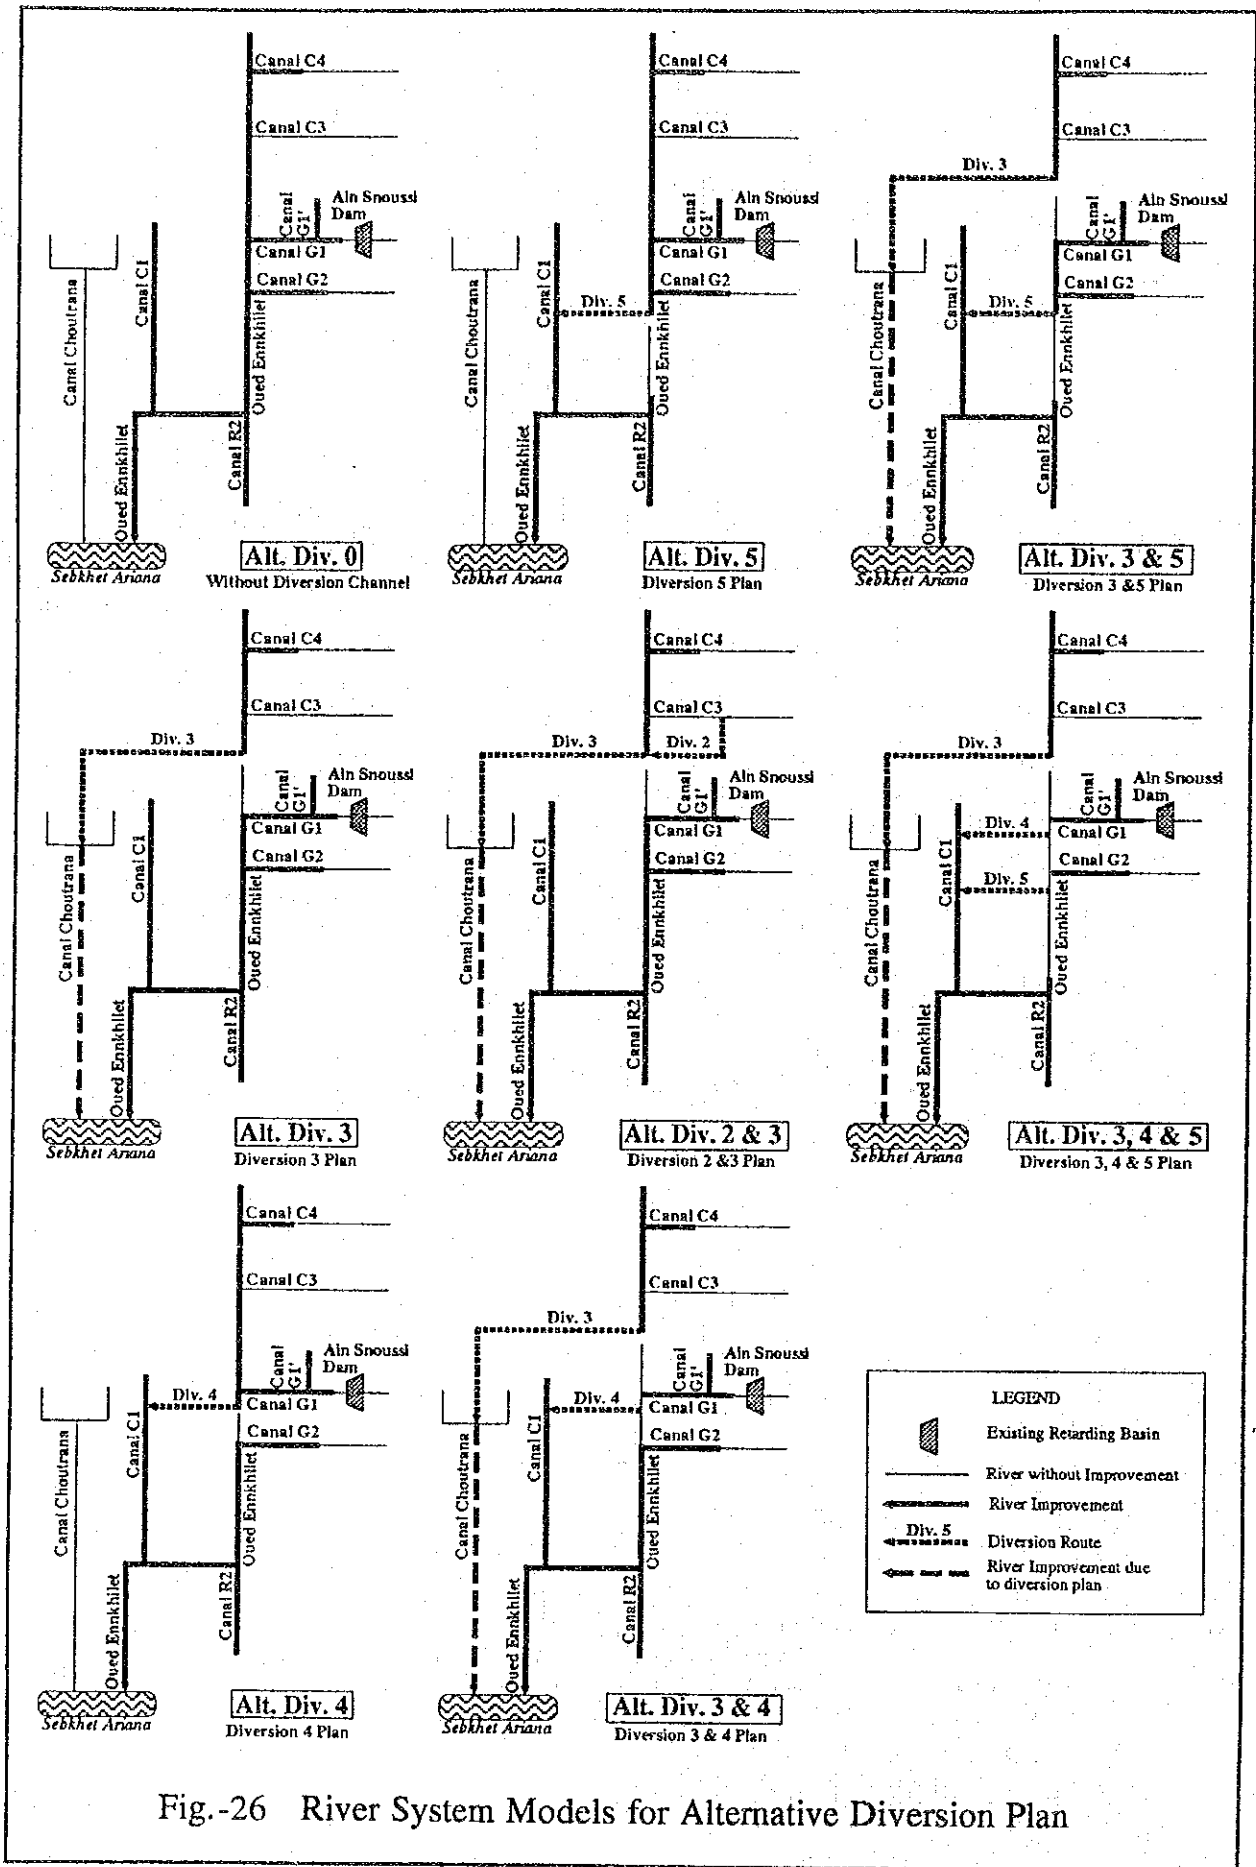 Canal C4
Canal C3
Canal G1'
Ain Snoussi
Dam
Canal G1
Canal G2
Canal C1
Canal Choutrana
Oued Ennkhilet
Oued Ennkhilet
Canal R2
Sebkhet Ariana
Alt. Div. 0
Without Diversion Channel
Canal C4
Canal C3
Canal G1'
Ain Snoussi
Dam
Canal G1
Canal G2
Div. 5
Canal C1
Canal Choutrana
Oued Ennkhilet
Oued Ennkhilet
Canal R2
Sebkhet Ariana
Alt. Div. 5
Diversion 5 Plan
Canal C4
Canal C3
Div. 3
Canal G1'
Ain Snoussi
Dam
Canal G1
Canal G2
Div. 5
Canal C1
Canal Choutrana
Oued Ennkhilet
Oued Ennkhilet
Canal R2
Sebkhet Ariana
Alt. Div. 3 & 5
Diversion 3 &5 Plan
Canal C4
Canal C3
Div. 3
Canal G1'
Ain Snoussi
Dam
Canal G1
Canal G2
Canal C1
Canal Choutrana
Oued Ennkhilet
Oued Ennkhilet
Canal R2
Sebkhet Ariana
Alt. Div. 3
Diversion 3 Plan
Canal C4
Canal C3
Div. 3
Div. 2
Canal G1'
Ain Snoussi
Dam
Canal G1
Canal G2
Canal C1
Canal Choutrana
Oued Ennkhilet
Oued Ennkhilet
Canal R2
Sebkhet Ariana
Alt. Div. 2 & 3
Diversion 2 &3 Plan
Canal C4
Canal C3
Div. 3
Canal G1'
Ain Snoussi
Dam
Div. 4
Canal G1
Canal G2
Div. 5
Canal C1
Canal Choutrana
Oued Ennkhilet
Oued Ennkhilet
Canal R2
Sebkhet Ariana
Alt. Div. 3, 4 & 5
Diversion 3, 4 & 5 Plan
Canal C4
Canal C3
Canal G1'
Ain Snoussi
Dam
Div. 4
Canal G1
Canal G2
Canal C1
Canal Choutrana
Oued Ennkhilet
Oued Ennkhilet
Canal R2
Sebkhet Ariana
Alt. Div. 4
Diversion 4 Plan
Canal C4
Canal C3
Div. 3
Canal G1'
Ain Snoussi
Dam
Div. 4
Canal G1
Canal G2
Canal C1
Canal Choutrana
Oued Ennkhilet
Oued Ennkhilet
Canal R2
Sebkhet Ariana
Alt. Div. 3 & 4
Diversion 3 & 4 Plan
LEGEND
Existing Retarding Basin
River without Improvement
River Improvement
Div. 5
Diversion Route
River Improvement due
to diversion plan
Fig.-26 River System Models for Alternative Diversion Plan